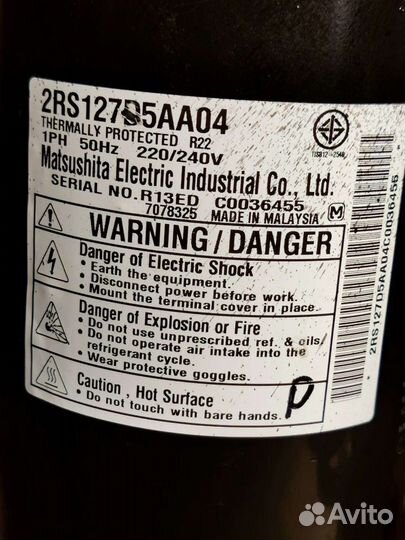 2RS127D5AA04
THERMALLY PROTECTED R22
1PH 50Hz 220/240V
Matsushita Electric Industrial Co., Ltd.
SERIAL NO.R13ED C0036455
7078325 MADE IN MALAYSIA M
WARNING/DANGER
Danger of Electric Shock
• Earth the equipment.
• Disconnect power before work.
• Mount the terminal cover in place.
Danger of Explosion or Fire
• Do not use unprescribed ref. & oils/
• Do not operate air intake into the
refrigerant cycle.
• Wear protective goggles.
Caution , Hot Surface
• Do not touch with bare hands.
P
2RS127D5AA04C0036455
Avito